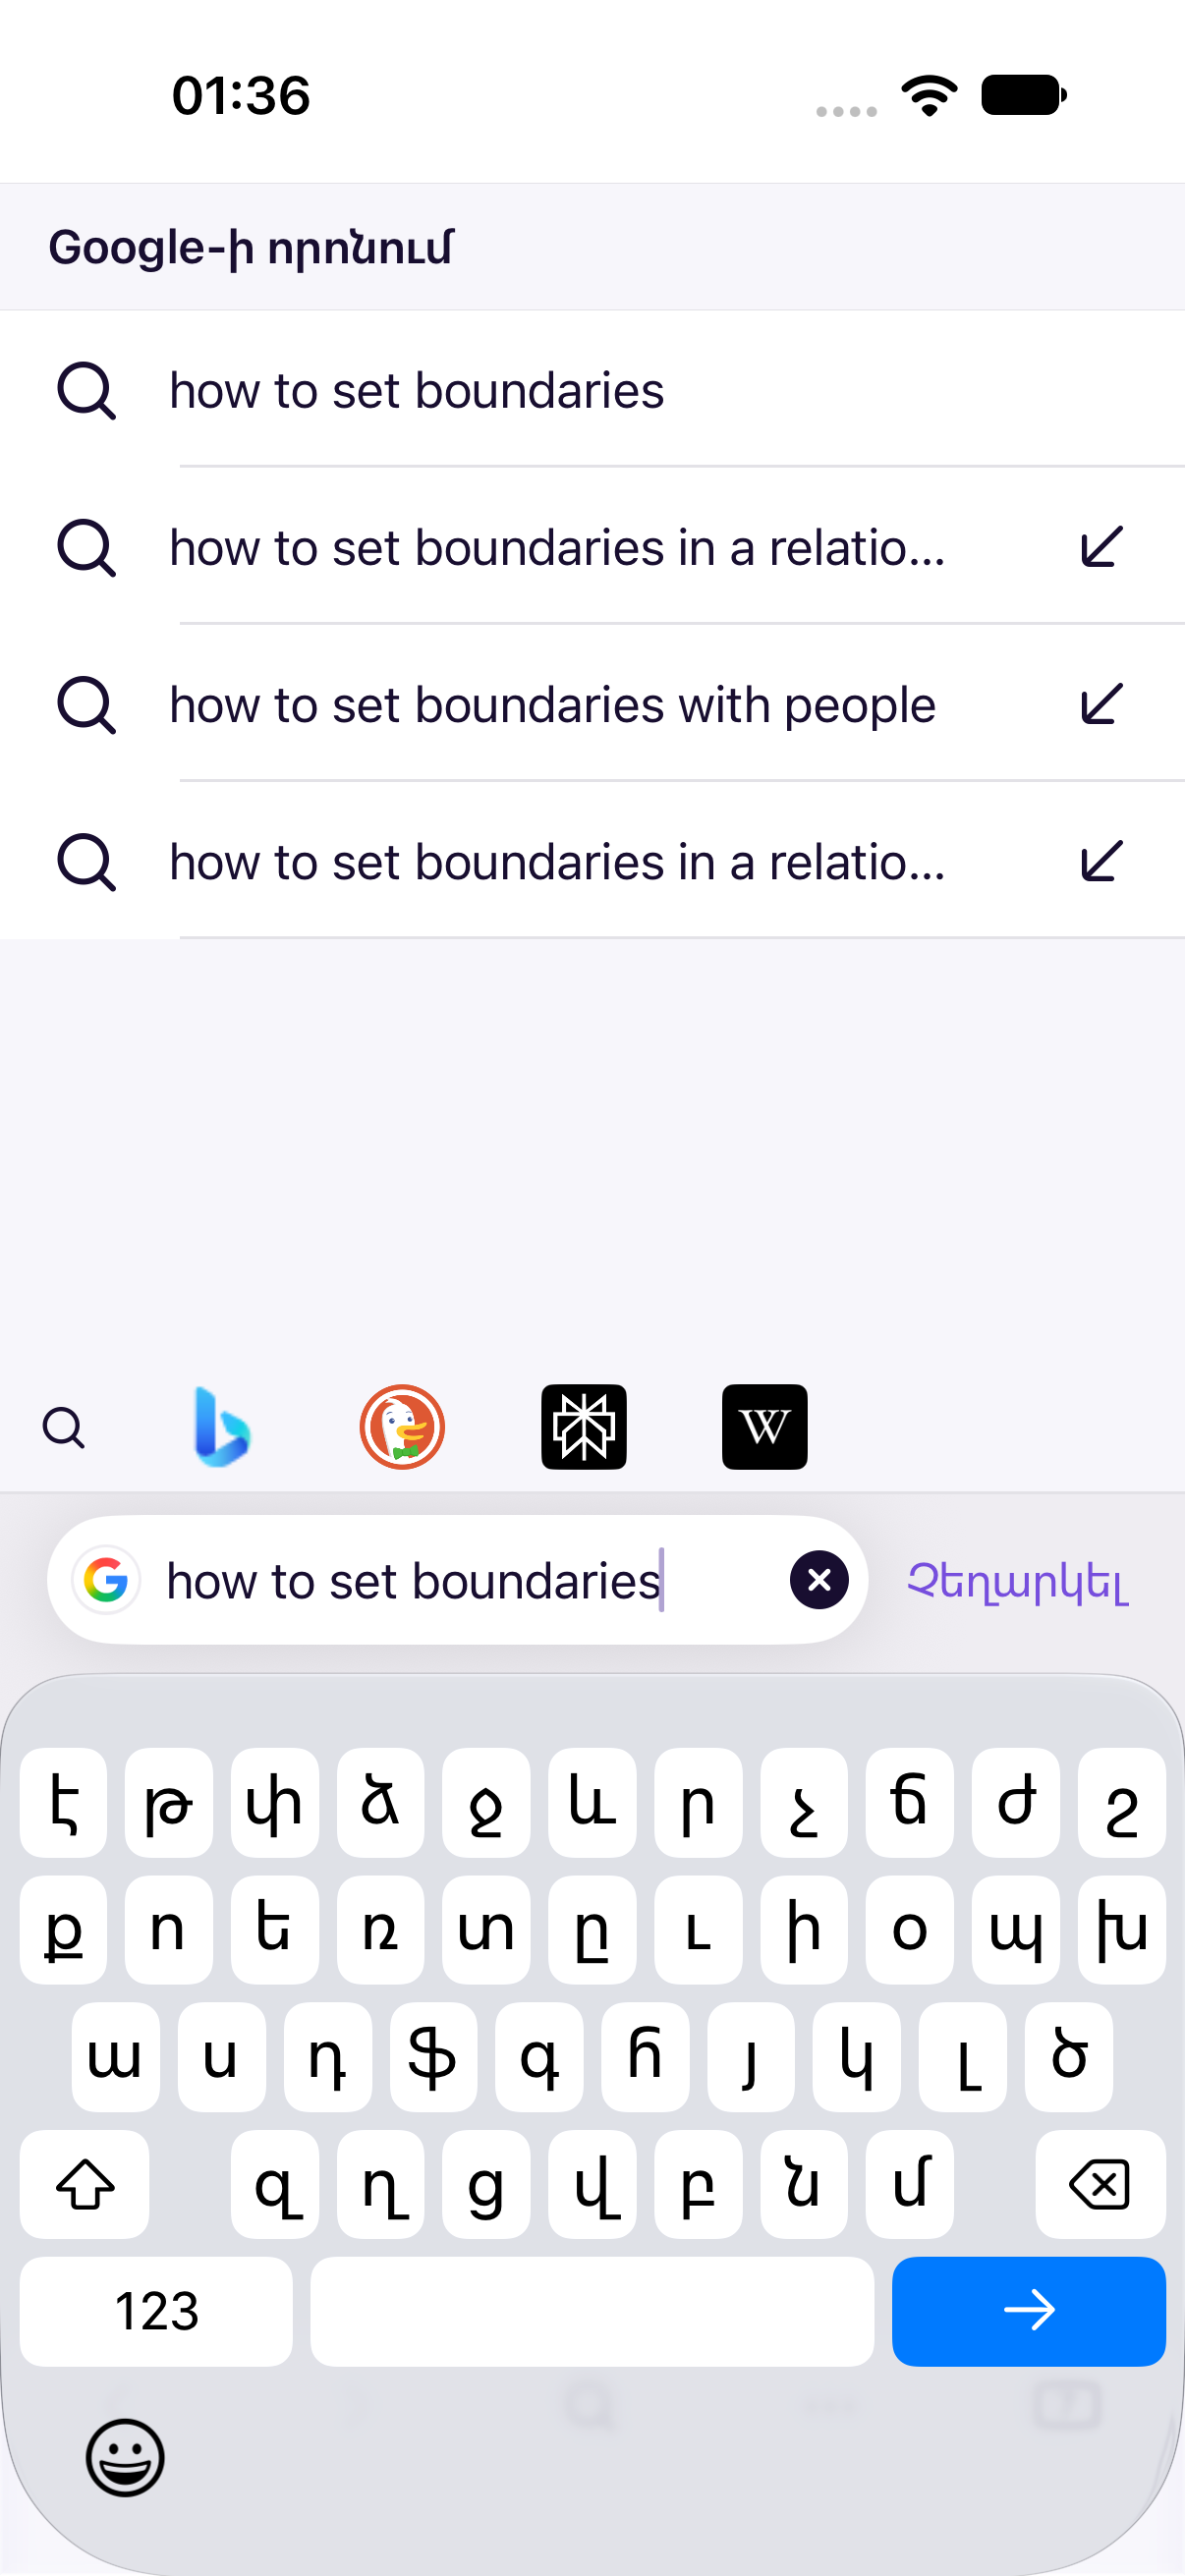 01:36
Google-ի որոնում
how to set boundaries
how to set boundaries in a relatio...
how to set boundaries with people
how to set boundaries in a relatio...
W
how to set boundaries
Չեղարկել
է թ փ ձ ջ և ր չ ճ ժ շ
ք ո ե ռ տ ը ւ ի օ պ խ
ա ս դ ֆ գ հ յ կ լ ծ
զ ղ ց վ բ ն մ
123